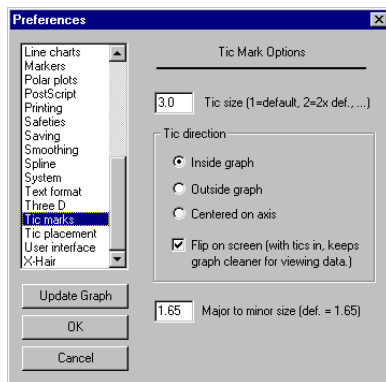 Preferences
Line charts
Markers
Polar plots
PostScript
Printing
Safeties
Saving
Smoothing
Spline
System
Text format
Three D
Tic marks
Tic placement
User interface
X-Hair
Update Graph
OK
Cancel
Tic Mark Options
3.0 Tic size (1=default, 2=2x def., ...)
Tic direction
Inside graph
Outside graph
Centered on axis
Flip on screen (with tics in, keeps
graph cleaner for viewing data.)
1.65 Major to minor size (def. = 1.65)